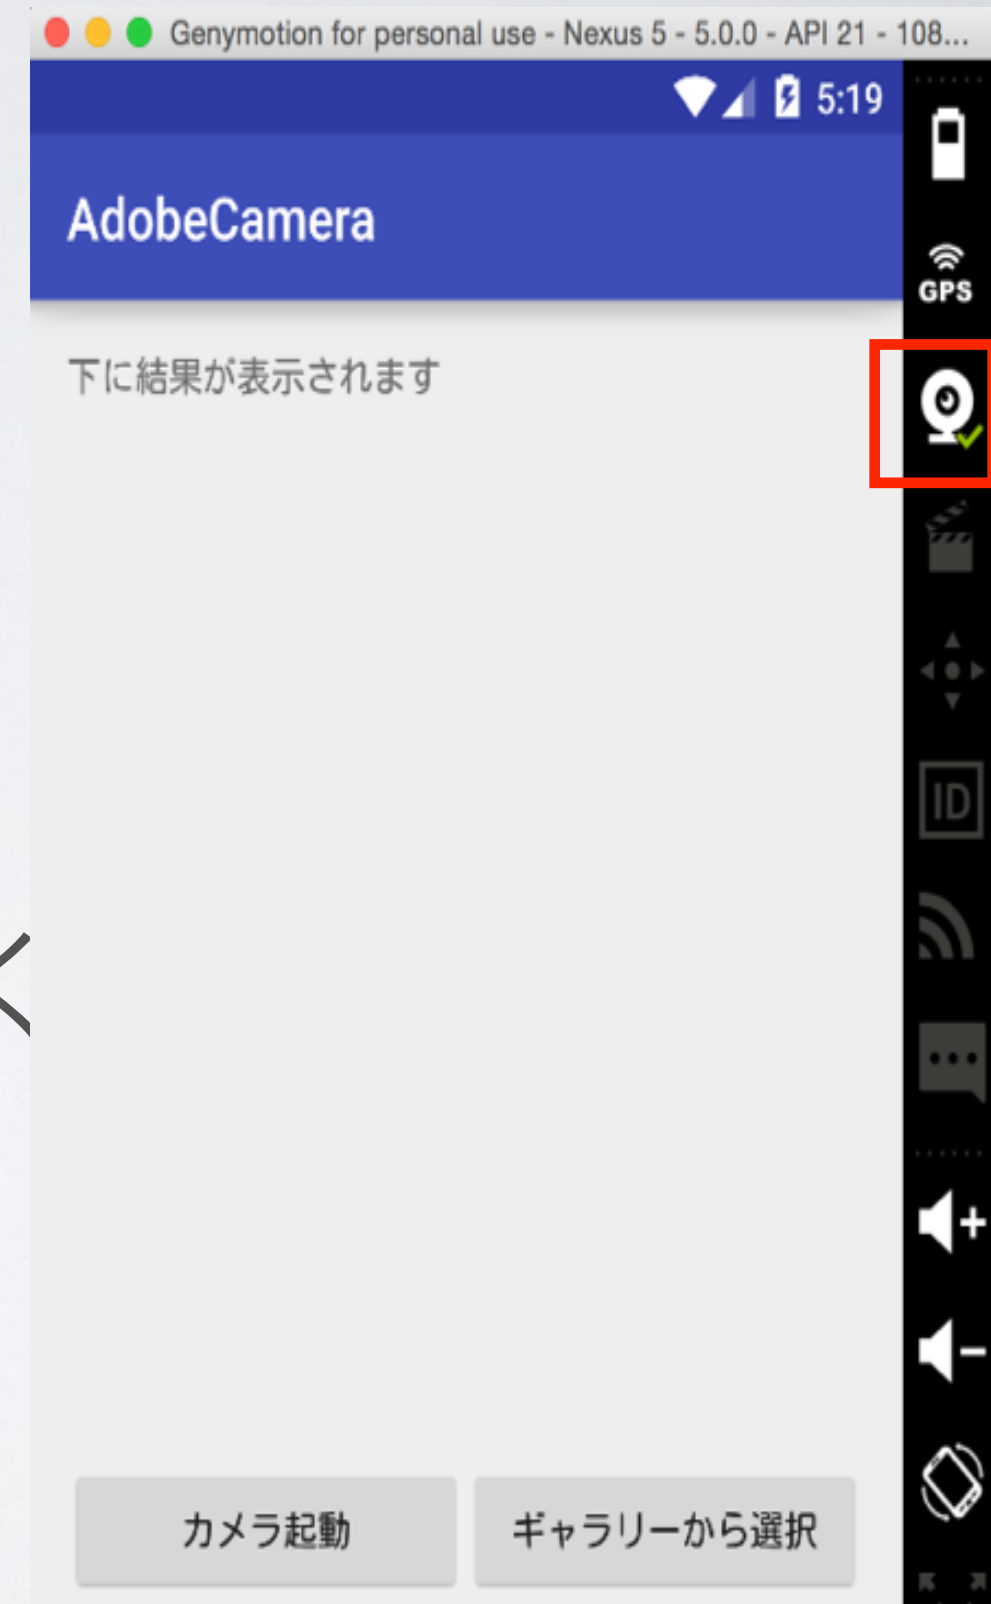 Genymotion for personal use - Nexus 5 - 5.0.0 - API 21 - 108...
5:19
AdobeCamera
GPS
下に結果が表示されます
ID
く
カメラ起動
ギャラリーから選択